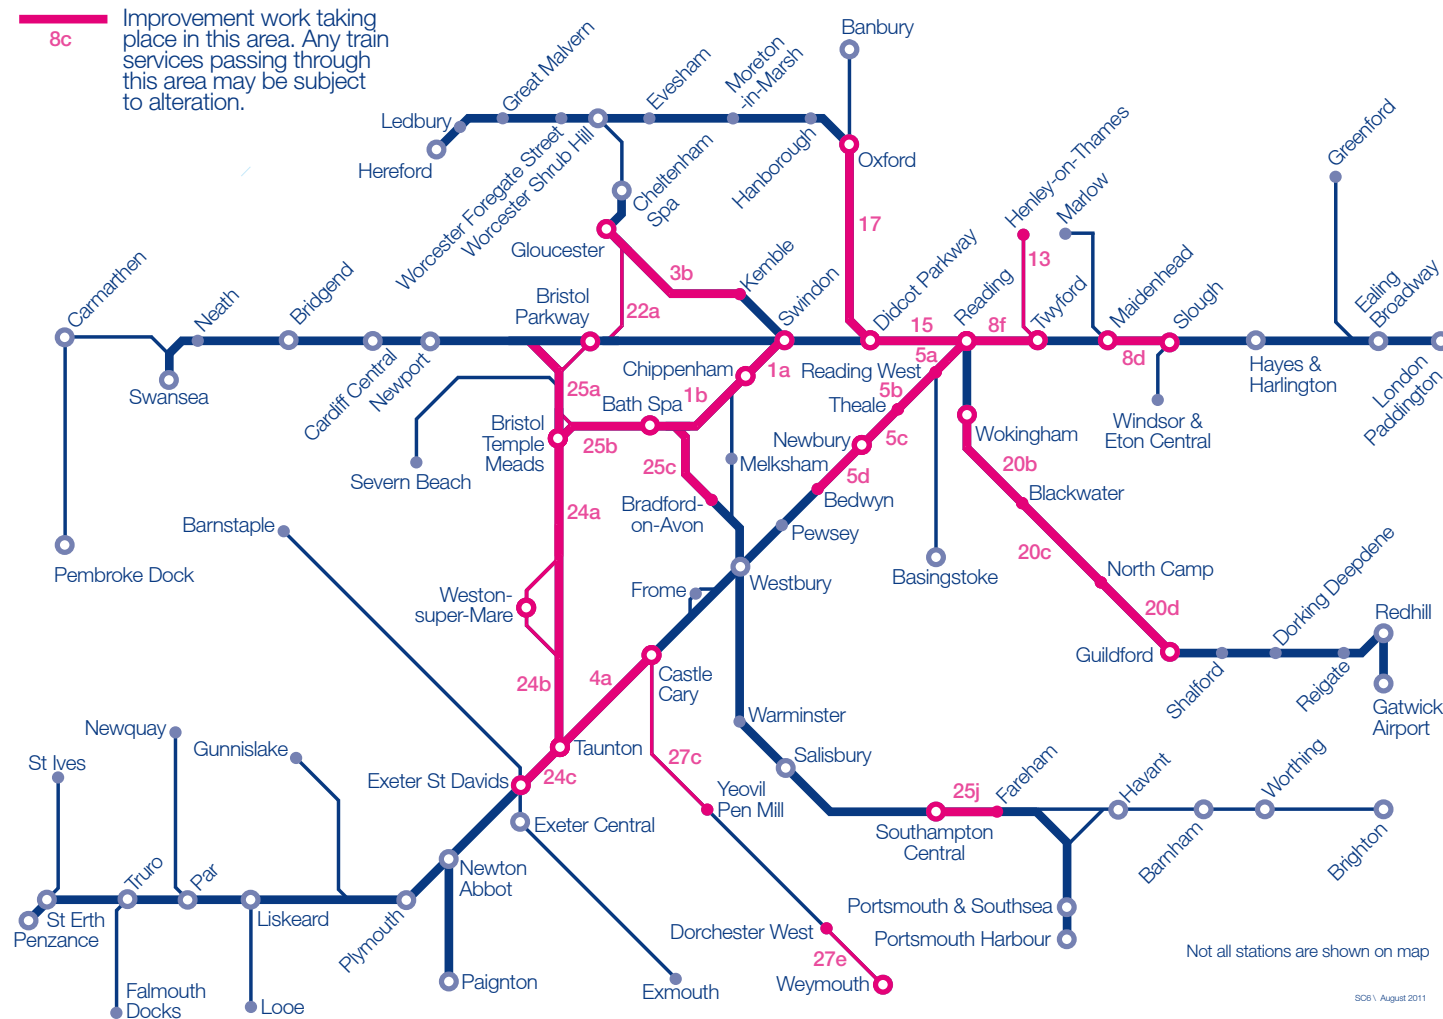 Improvement work taking
place in this area. Any train
services passing through
this area may be subject
to alteration.
8c
Banbury
Great Malvern
Evesham
Moreton
-in-Marsh
Ledbury
Hereford
Worcester Foregate Street
Worcester Shrub Hill
Cheltenham
Spa
Hanborough
Oxford
Henley-on-Thames
Marlow
Greenford
Gloucester
17
3b
Kemble
22a
Carmarthen
Neath
Bridgend
Cardiff Central
Newport
Bristol
Parkway
Swindon
Didcot Parkway
15
Reading
8f
13
Twyford
Maidenhead
8d
Slough
Ealing
Broadway
Hayes &
Harlington
London
Paddington
Windsor &
Eton Central
Swansea
Chippenham
1a
1b
Reading West
5a
5b
Theale
5c
Newbury
5d
Bedwyn
Pewsey
25a
Bath Spa
Bristol
Temple
Meads
25b
25c
Severn Beach
Melksham
Bradford-
on-Avon
Wokingham
20b
Blackwater
20c
North Camp
20d
Guildford
Shalford
Dorking Deepdene
Reigate
Redhill
Gatwick
Airport
Basingstoke
Westbury
Frome
24a
Weston-
super-Mare
24b
Barnstaple
Pembroke Dock
Castle
Cary
4a
Taunton
24c
27c
Exeter St Davids
Exeter Central
Warminster
Salisbury
Yeovil
Pen Mill
25j
Fareham
Southampton
Central
Havant
Barnham
Worthing
Brighton
Newquay
Gunnislake
St Ives
Truro
Par
Liskeard
St Erth
Penzance
Plymouth
Newton
Abbot
Paignton
Falmouth
Docks
Looe
Exmouth
Dorchester West
27e
Weymouth
Portsmouth & Southsea
Portsmouth Harbour
Not all stations are shown on map
SC6 \ August 2011